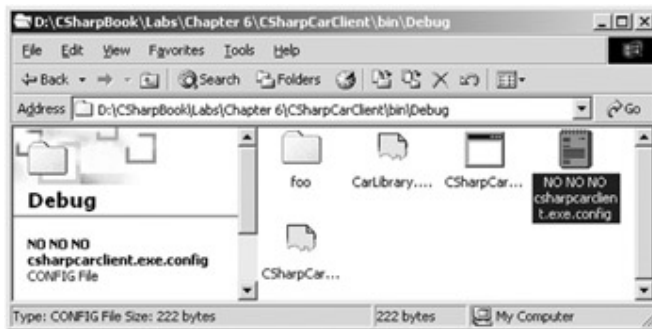 D:\CSharpBook\Labs\Chapter 6\CSharpCarClient\bin\Debug
File Edit View Favorites Tools Help
Back Search Folders
Address D:\CSharpBook\Labs\Chapter 6\CSharpCarClient\bin\Debug Go
Debug
NO NO NO
csharpcarclient.exe.config
CONFIG File
foo
CarLibrary....
CSharpCar...
NO NO NO
csharpcarclien
t.exe.config
CSharpCar...
Type: CONFIG File Size: 222 bytes 222 bytes My Computer